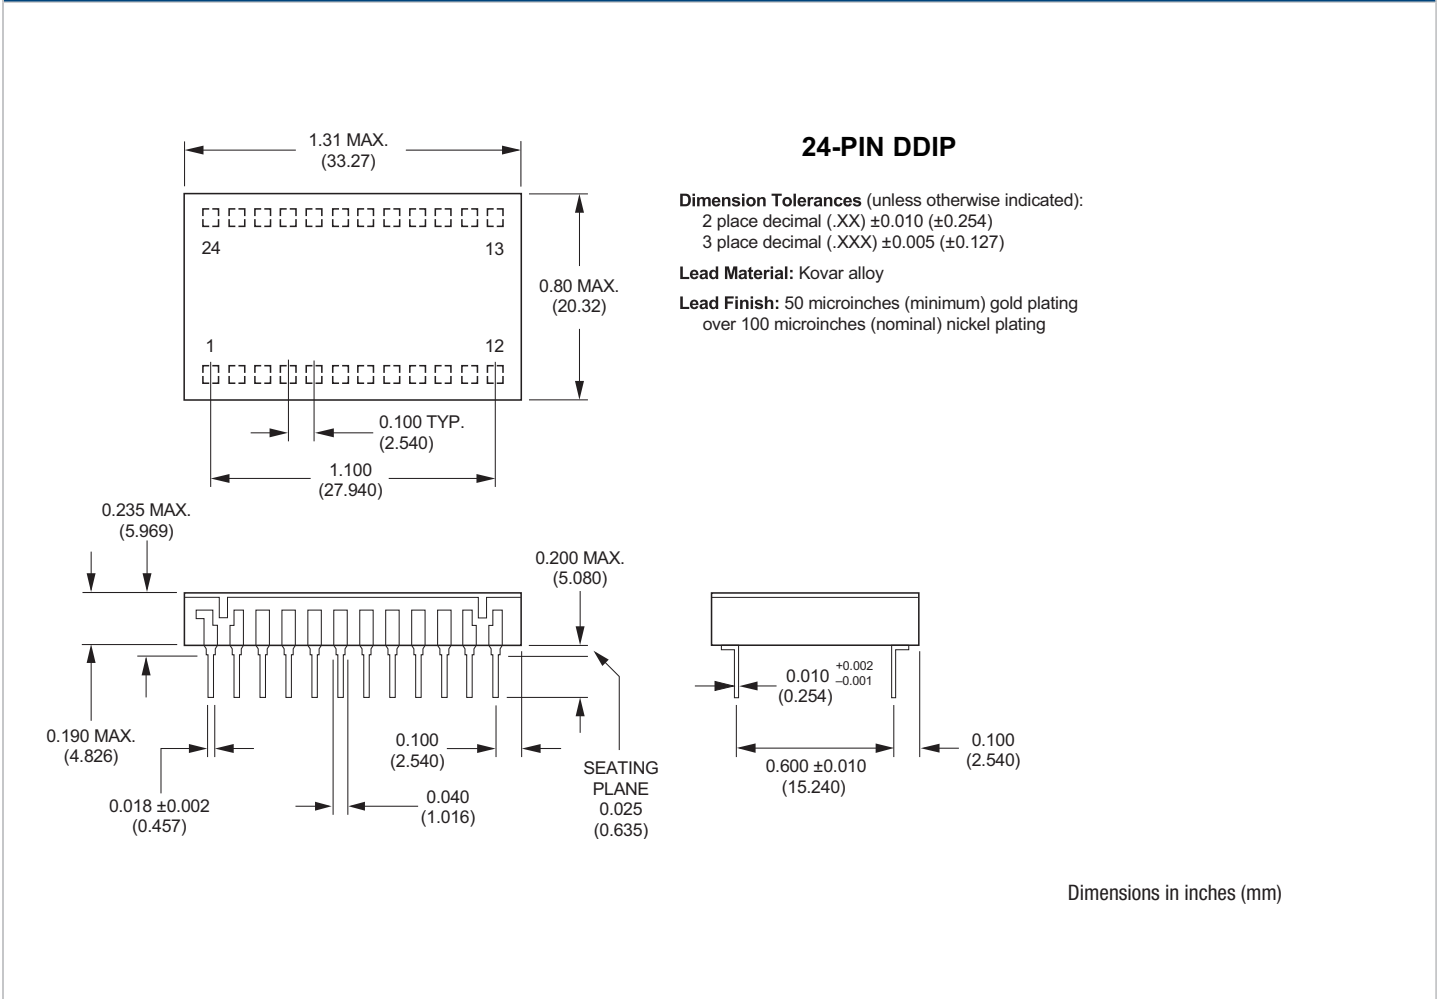 24-PIN DDIP
1.31 MAX.
(33.27)
Dimension Tolerances (unless otherwise indicated):
2 place decimal (.XX) ±0.010 (±0.254)
3 place decimal (.XXX) ±0.005 (±0.127)
Lead Material: Kovar alloy
Lead Finish: 50 microinches (minimum) gold plating
over 100 microinches (nominal) nickel plating
24
13
0.80 MAX.
(20.32)
1
12
0.100 TYP.
(2.540)
1.100
(27.940)
0.235 MAX.
(5.969)
0.200 MAX.
(5.080)
0.190 MAX.
(4.826)
0.018 ±0.002
(0.457)
0.100
(2.540)
0.040
(1.016)
SEATING
PLANE
0.025
(0.635)
0.010 +0.002 –0.001
(0.254)
0.600 ±0.010
(15.240)
0.100
(2.540)
Dimensions in inches (mm)